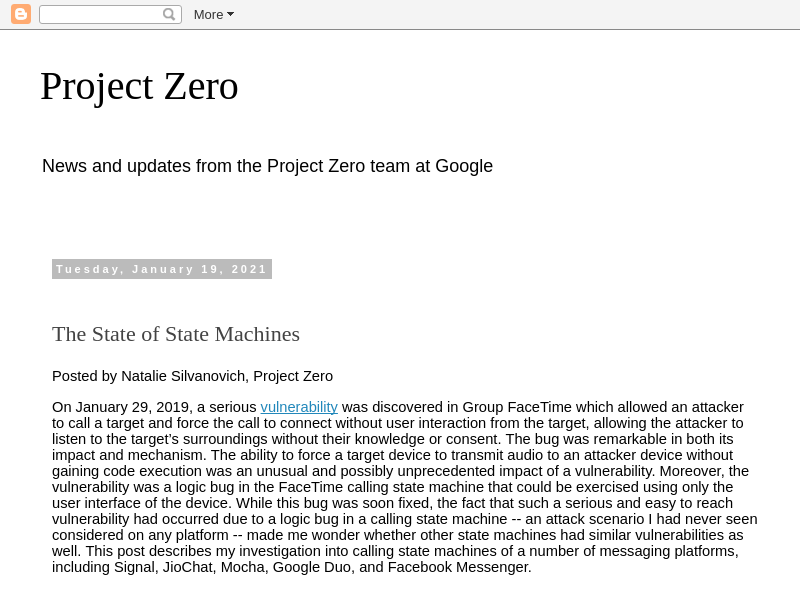 More
Project Zero
News and updates from the Project Zero team at Google
Tuesday, January 19, 2021
The State of State Machines
Posted by Natalie Silvanovich, Project Zero
On January 29, 2019, a serious vulnerability was discovered in Group FaceTime which allowed an attacker
to call a target and force the call to connect without user interaction from the target, allowing the attacker to
listen to the target’s surroundings without their knowledge or consent. The bug was remarkable in both its
impact and mechanism. The ability to force a target device to transmit audio to an attacker device without
gaining code execution was an unusual and possibly unprecedented impact of a vulnerability. Moreover, the
vulnerability was a logic bug in the FaceTime calling state machine that could be exercised using only the
user interface of the device. While this bug was soon fixed, the fact that such a serious and easy to reach
vulnerability had occurred due to a logic bug in a calling state machine -- an attack scenario I had never seen
considered on any platform -- made me wonder whether other state machines had similar vulnerabilities as
well. This post describes my investigation into calling state machines of a number of messaging platforms,
including Signal, JioChat, Mocha, Google Duo, and Facebook Messenger.